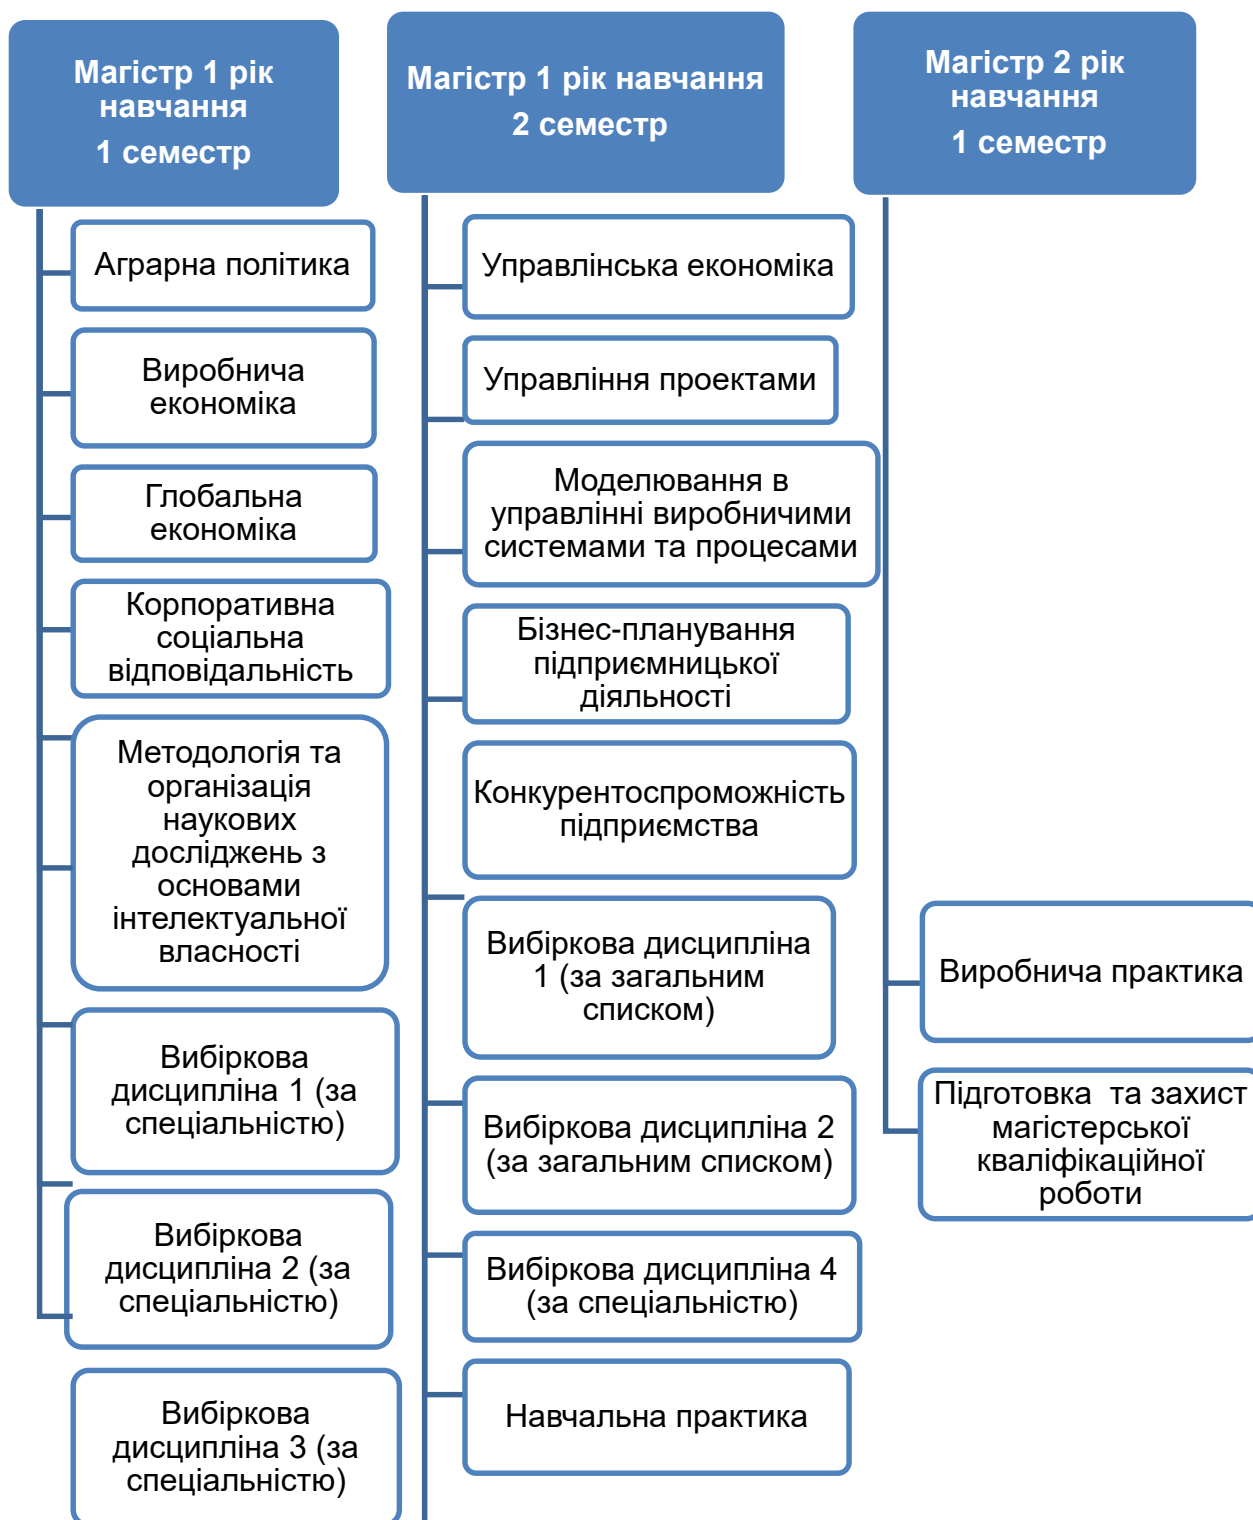 Магістр 1 рік
навчання
1 семестр
Аграрна політика
Виробнича
економіка
Глобальна
економіка
Корпоративна
соціальна
відповідальність
Методологія та
організація
наукових
досліджень з
основами
інтелектуальної
власності
Вибіркова
дисципліна 1 (за
спеціальністю)
Вибіркова
дисципліна 2 (за
спеціальністю)
Вибіркова
дисципліна 3 (за
спеціальністю)
Магістр 1 рік навчання
2 семестр
Управлінська економіка
Управління проектами
Моделювання в
управлінні виробничими
системами та процесами
Бізнес-планування
підприємницької
діяльності
Конкурентоспроможність
підприємства
Вибіркова дисципліна
1 (за загальним
списком)
Вибіркова дисципліна 2
(за загальним списком)
Вибіркова дисципліна 4
(за спеціальністю)
Навчальна практика
Магістр 2 рік
навчання
1 семестр
Виробнича практика
Підготовка  та захист
магістерської
кваліфікаційної
роботи